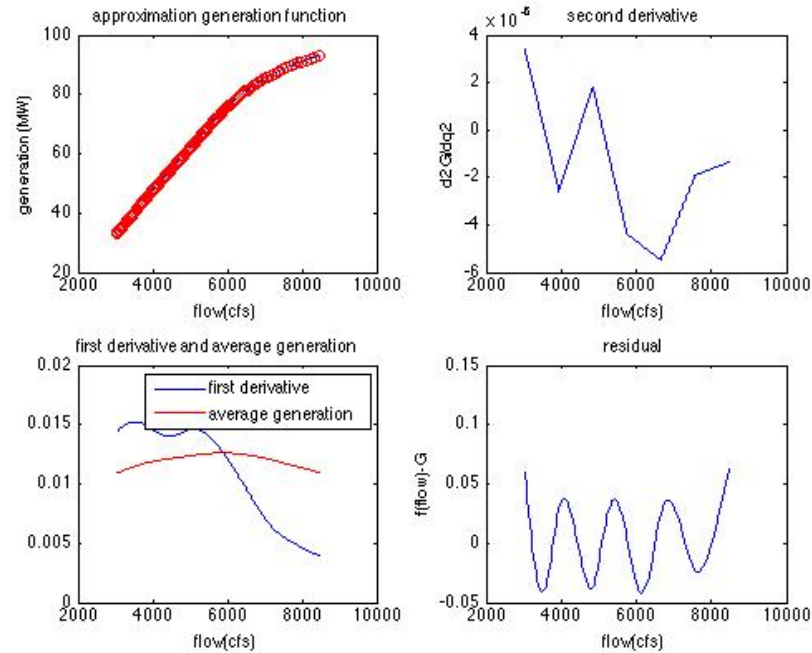 approximation generation function
100
80
60
40
20
generation (MW)
2000 4000 6000 8000 10000
flow(cfs)
second derivative
4 x 10^-5
2
0
-2
-4
-6
d2G/dq2
2000 4000 6000 8000 10000
flow(cfs)
first derivative and average generation
0.02
0.015
0.01
0.005
0
first derivative
average generation
2000 4000 6000 8000 10000
flow(cfs)
residual
0.15
0.1
0.05
0
-0.05
f(flow)-G
2000 4000 6000 8000 10000
flow(cfs)